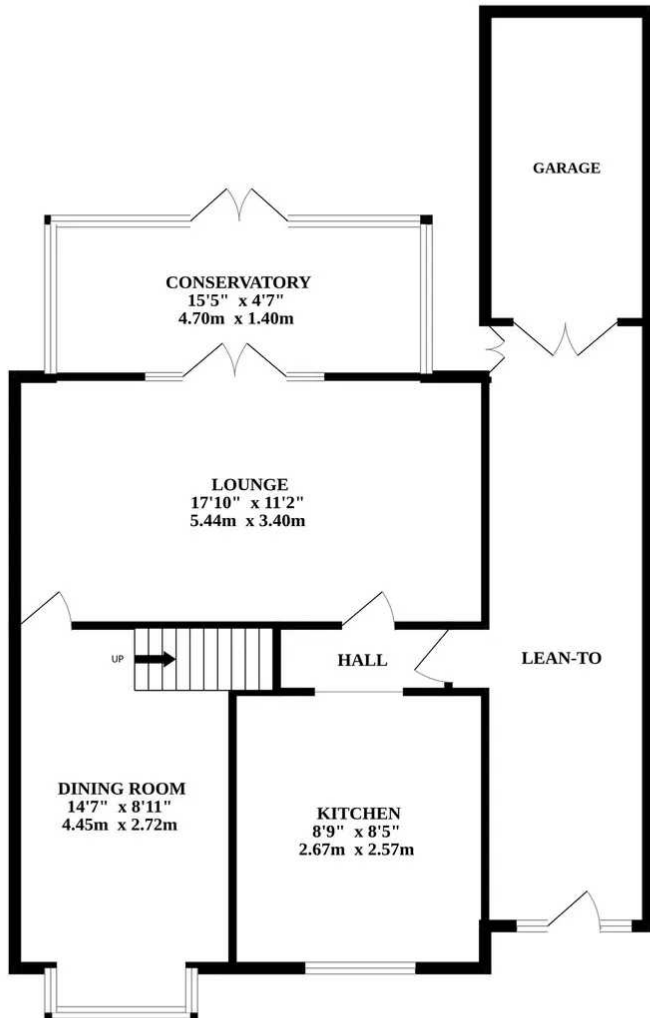 GARAGE
CONSERVATORY
15'5" x 4'7"
4.70m x 1.40m
LOUNGE
17'10" x 11'2"
5.44m x 3.40m
UP
HALL
LEAN-TO
DINING ROOM
14'7" x 8'11"
4.45m x 2.72m
KITCHEN
8'9" x 8'5"
2.67m x 2.57m